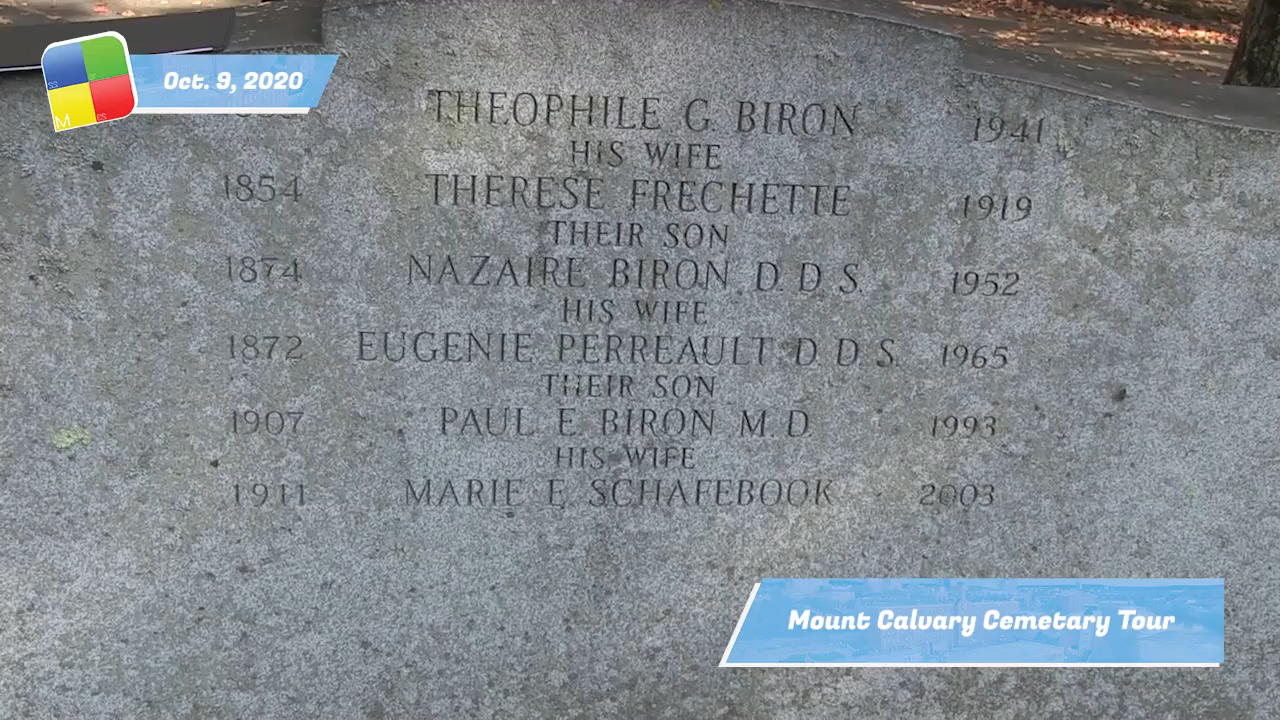 Oct. 9, 2020
THEOPHILE G. BIRON 1941
HIS WIFE
1854 THERESE FRECHETTE 1919
THEIR SON
1874 NAZAIRE BIRON D.D.S. 1952
HIS WIFE
1872 EUGENIE PERREAULT D.D.S. 1965
THEIR SON
1907 PAUL E. BIRON M.D. 1993
HIS WIFE
1911 MARIE E. SCHAFEBOOK 2003
Mount Calvary Cemetary Tour